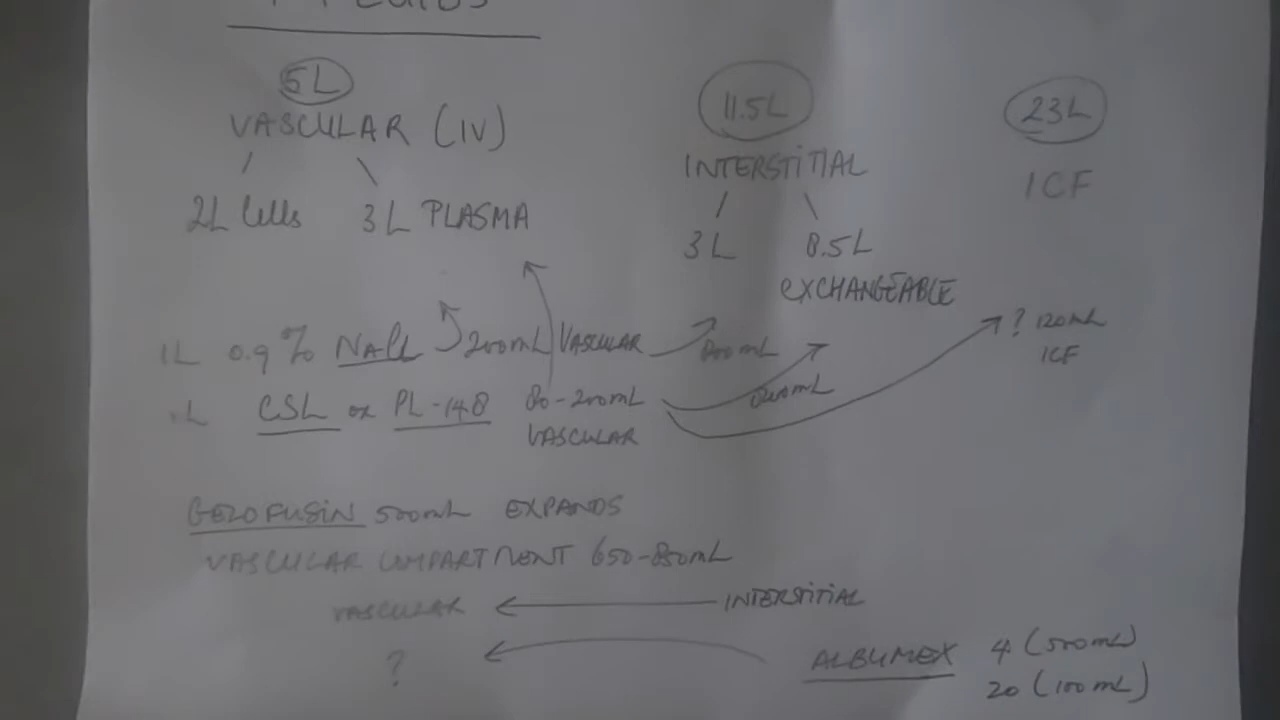 FLUIDS
5L
VASCULAR (IV)
2L Cells 3L PLASMA
11.5L
INTERSTITIAL
3L 8.5L
EXCHANGEABLE
23L
ICF
1L 0.9% NaCl 200mL VASCULAR 800mL
? 120mL
ICF
1L CSL or PL-148 80-200mL
VASCULAR
GELOFUSIN 500mL EXPANDS
VASCULAR COMPARTMENT 650-850mL
VASCULAR ← INTERSTITIAL
? ← ALBUMEX 4 (500mL)
20 (100mL)